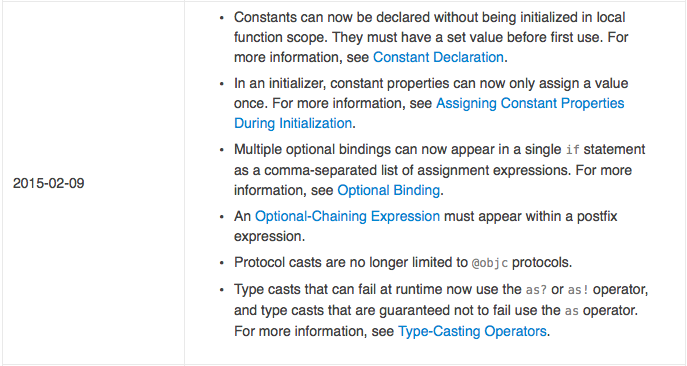 • Constants can now be declared without being initialized in local
function scope. They must have a set value before first use. For
more information, see Constant Declaration.
• In an initializer, constant properties can now only assign a value
once. For more information, see Assigning Constant Properties
During Initialization.
• Multiple optional bindings can now appear in a single if statement
as a comma-separated list of assignment expressions. For more
information, see Optional Binding.
2015-02-09
• An Optional-Chaining Expression must appear within a postfix
expression.
• Protocol casts are no longer limited to @objc protocols.
• Type casts that can fail at runtime now use the as? or as! operator,
and type casts that are guaranteed not to fail use the as operator.
For more information, see Type-Casting Operators.